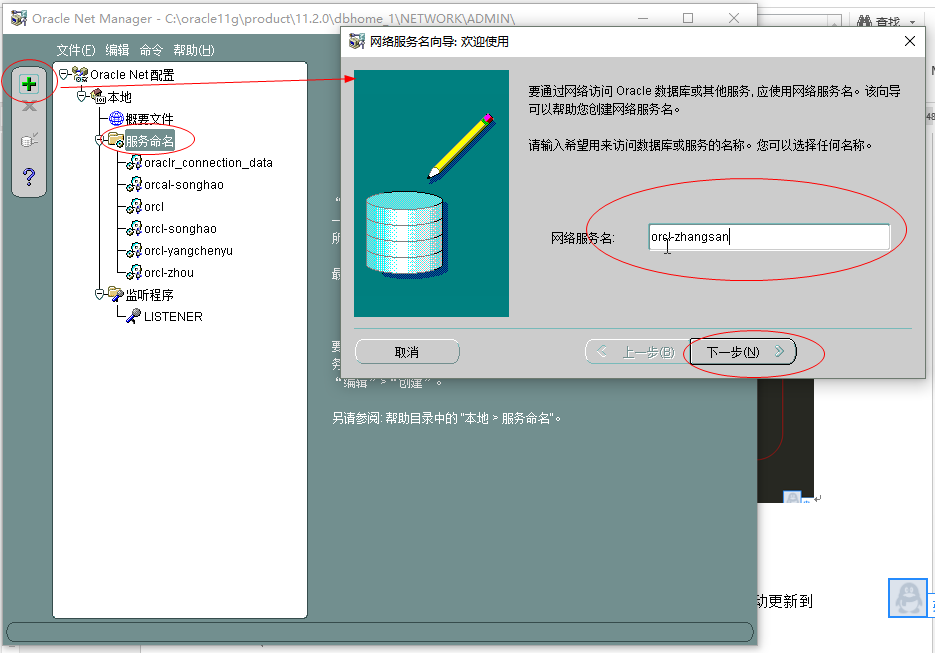 Oracle Net Manager - C:\oracle11g\product\11.2.0\dbhome_1\NETWORK\ADMIN\
查找
文件(F) 编辑 命令 帮助(H)
Oracle Net 配置
本地
概要文件
服务命名
oraclr_connection_data
orcal-songhao
orcl
orcl-songhao
orcl-yangchenyu
orcl-zhou
监听程序
LISTENER
网络服务名向导: 欢迎使用
要通过网络访问 Oracle 数据库或其他服务, 应使用网络服务名。该向导
可以帮助您创建网络服务名。
请输入希望用来访问数据库或服务的名称。您可以选择任何名称。
网络服务名:
orcl-zhangsan
取消
上一步(B)
下一步(N)
所
最
要
务
“编辑” > “创建” 。
另请参阅: 帮助目录中的 "本地 > 服务命名"。
动更新到